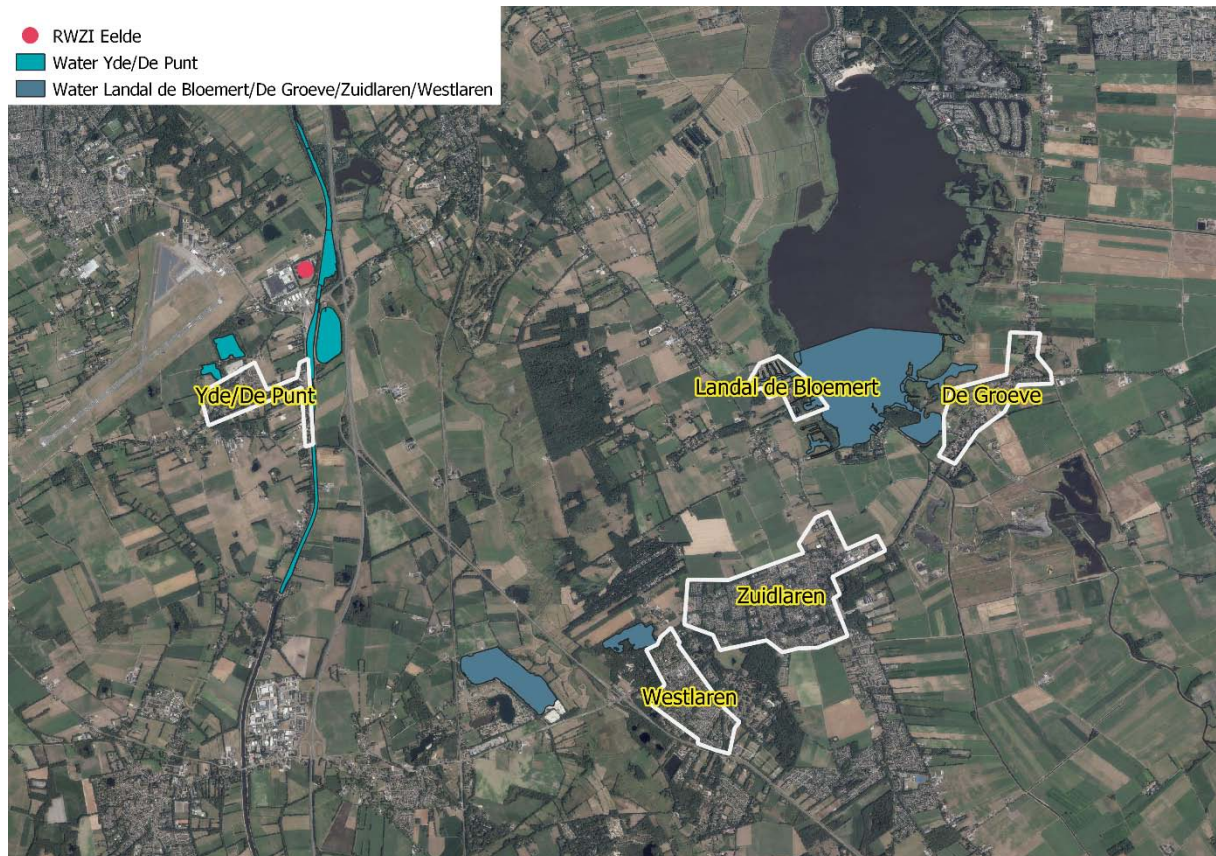 RWZI Eelde
Water Yde/De Punt
Water Landal de Bloemert/De Groeve/Zuidlaren/Westlaren
Yde/De Punt
Landal de Bloemert
De Groeve
Zuidlaren
Westlaren